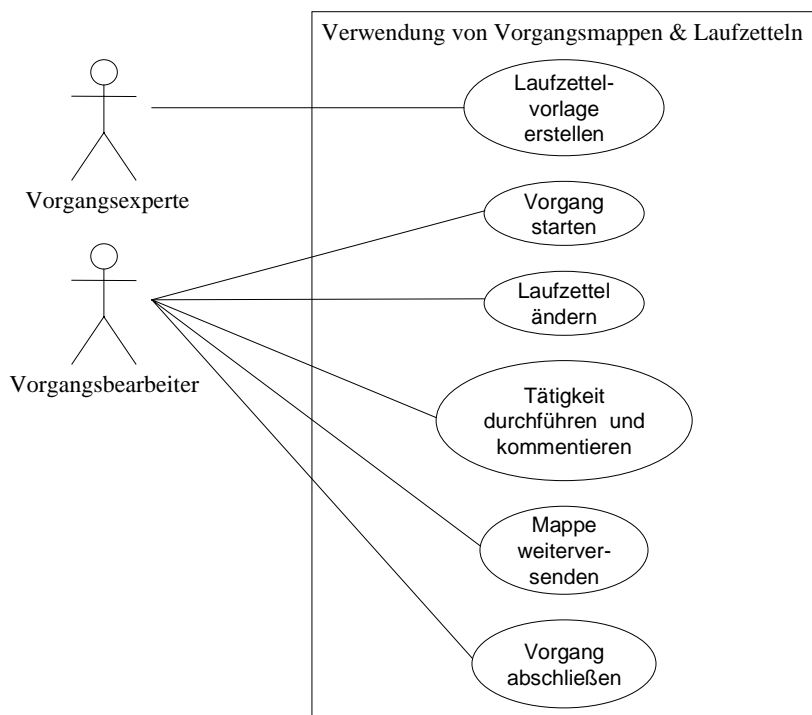 Verwendung von Vorgangsmappen & Laufzetteln
Laufzettel-
vorlage
erstellen
Vorgangsexperte
Vorgang
starten
Laufzettel
ändern
Vorgangsbearbeiter
Tätigkeit
durchführen und
kommentieren
Mappe
weiterver-
senden
Vorgang
abschließen